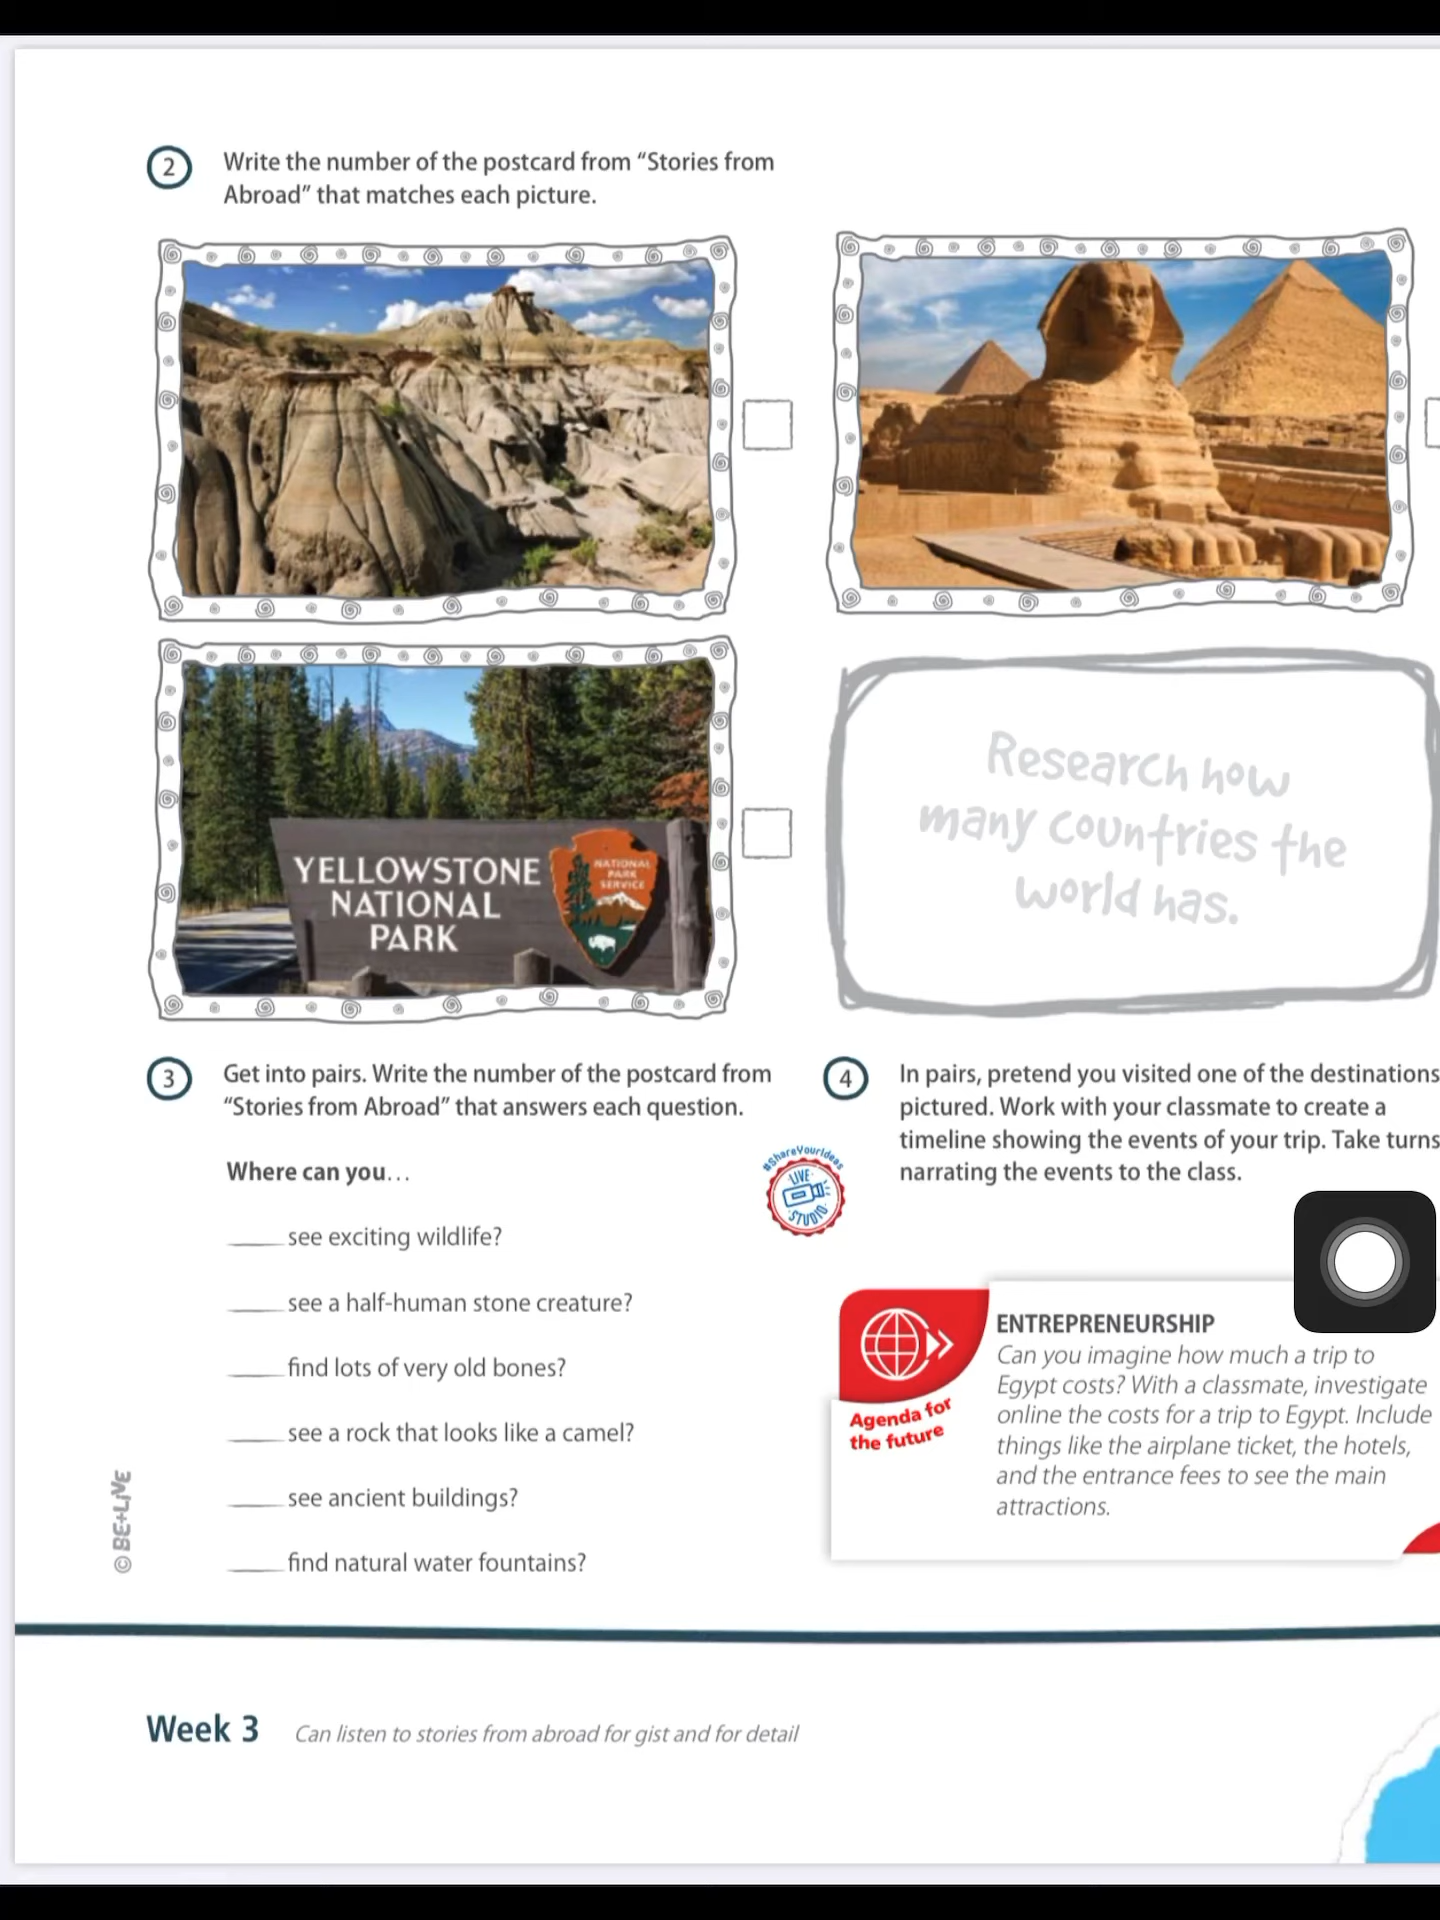 2
Write the number of the postcard from “Stories from
Abroad” that matches each picture.
YELLOWSTONE
NATIONAL
PARK
NATIONAL
PARK
SERVICE
Research how
many countries the
world has.
3
Get into pairs. Write the number of the postcard from
“Stories from Abroad” that answers each question.
Where can you…
_____ see exciting wildlife?
_____ see a half-human stone creature?
_____ find lots of very old bones?
_____ see a rock that looks like a camel?
_____ see ancient buildings?
_____ find natural water fountains?
#ShareYourIdeas
LIVE
STUDIO
4
In pairs, pretend you visited one of the destinations
pictured. Work with your classmate to create a
timeline showing the events of your trip. Take turns
narrating the events to the class.
Agenda for
the future
ENTREPRENEURSHIP
Can you imagine how much a trip to
Egypt costs? With a classmate, investigate
online the costs for a trip to Egypt. Include
things like the airplane ticket, the hotels,
and the entrance fees to see the main
attractions.
© BE+LIVE
Week 3 Can listen to stories from abroad for gist and for detail